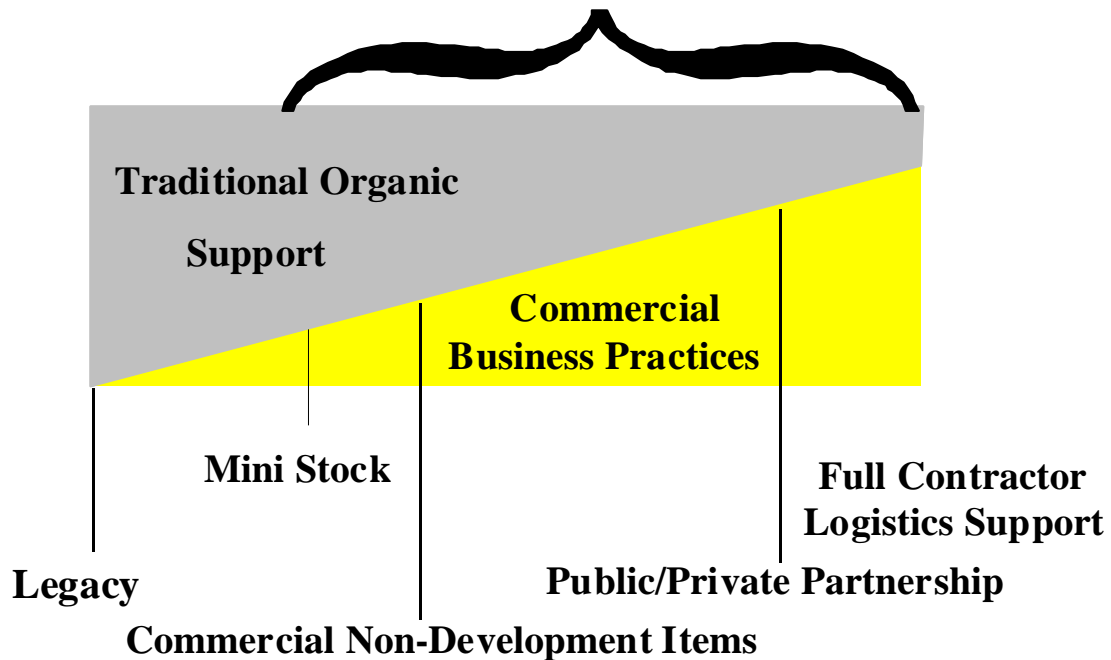 Traditional Organic
Support
Commercial
Business Practices
Mini Stock
Full Contractor
Logistics Support
Legacy
Public/Private Partnership
Commercial Non-Development Items